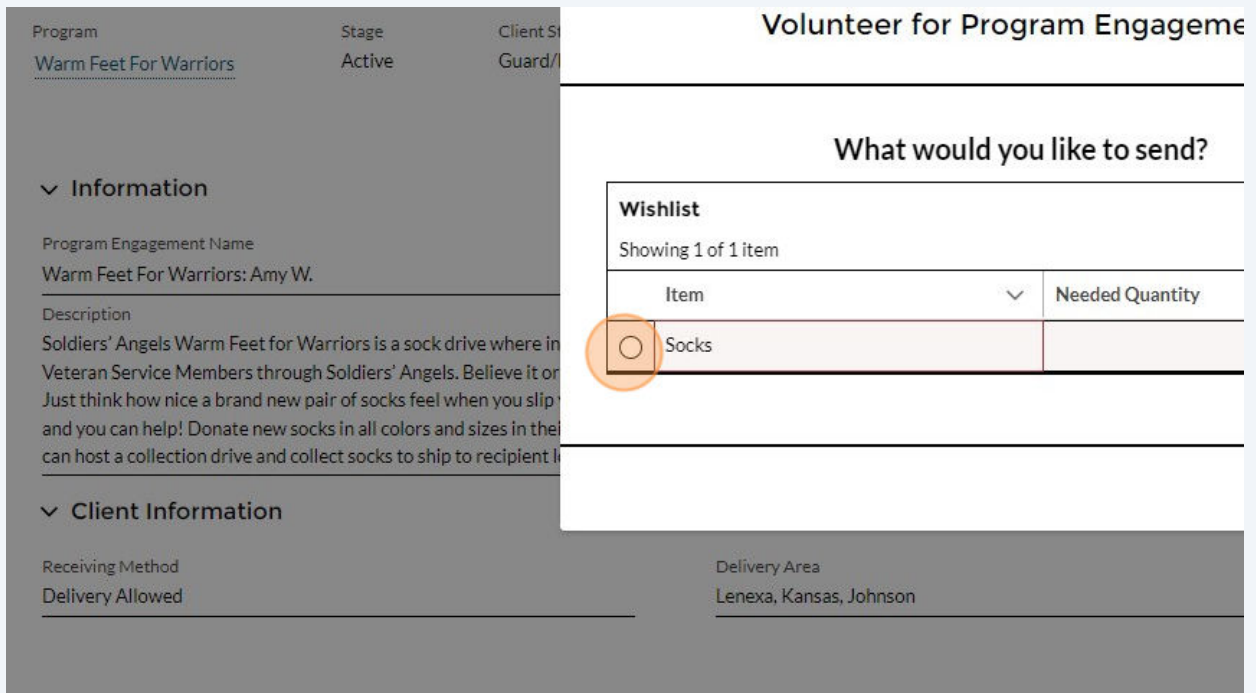 Program
Stage
Client St
Warm Feet For Warriors
Active
Guard/
Information
Program Engagement Name
Warm Feet For Warriors: Amy W.
Description
Soldiers' Angels Warm Feet for Warriors is a sock drive where in
Veteran Service Members through Soldiers' Angels. Believe it or
Just think how nice a brand new pair of socks feel when you slip
and you can help! Donate new socks in all colors and sizes in thei
can host a collection drive and collect socks to ship to recipient l
Client Information
Receiving Method
Delivery Allowed
Delivery Area
Lenexa, Kansas, Johnson
Volunteer for Program Engageme
What would you like to send?
Wishlist
Showing 1 of 1 item
Item
Needed Quantity
Socks